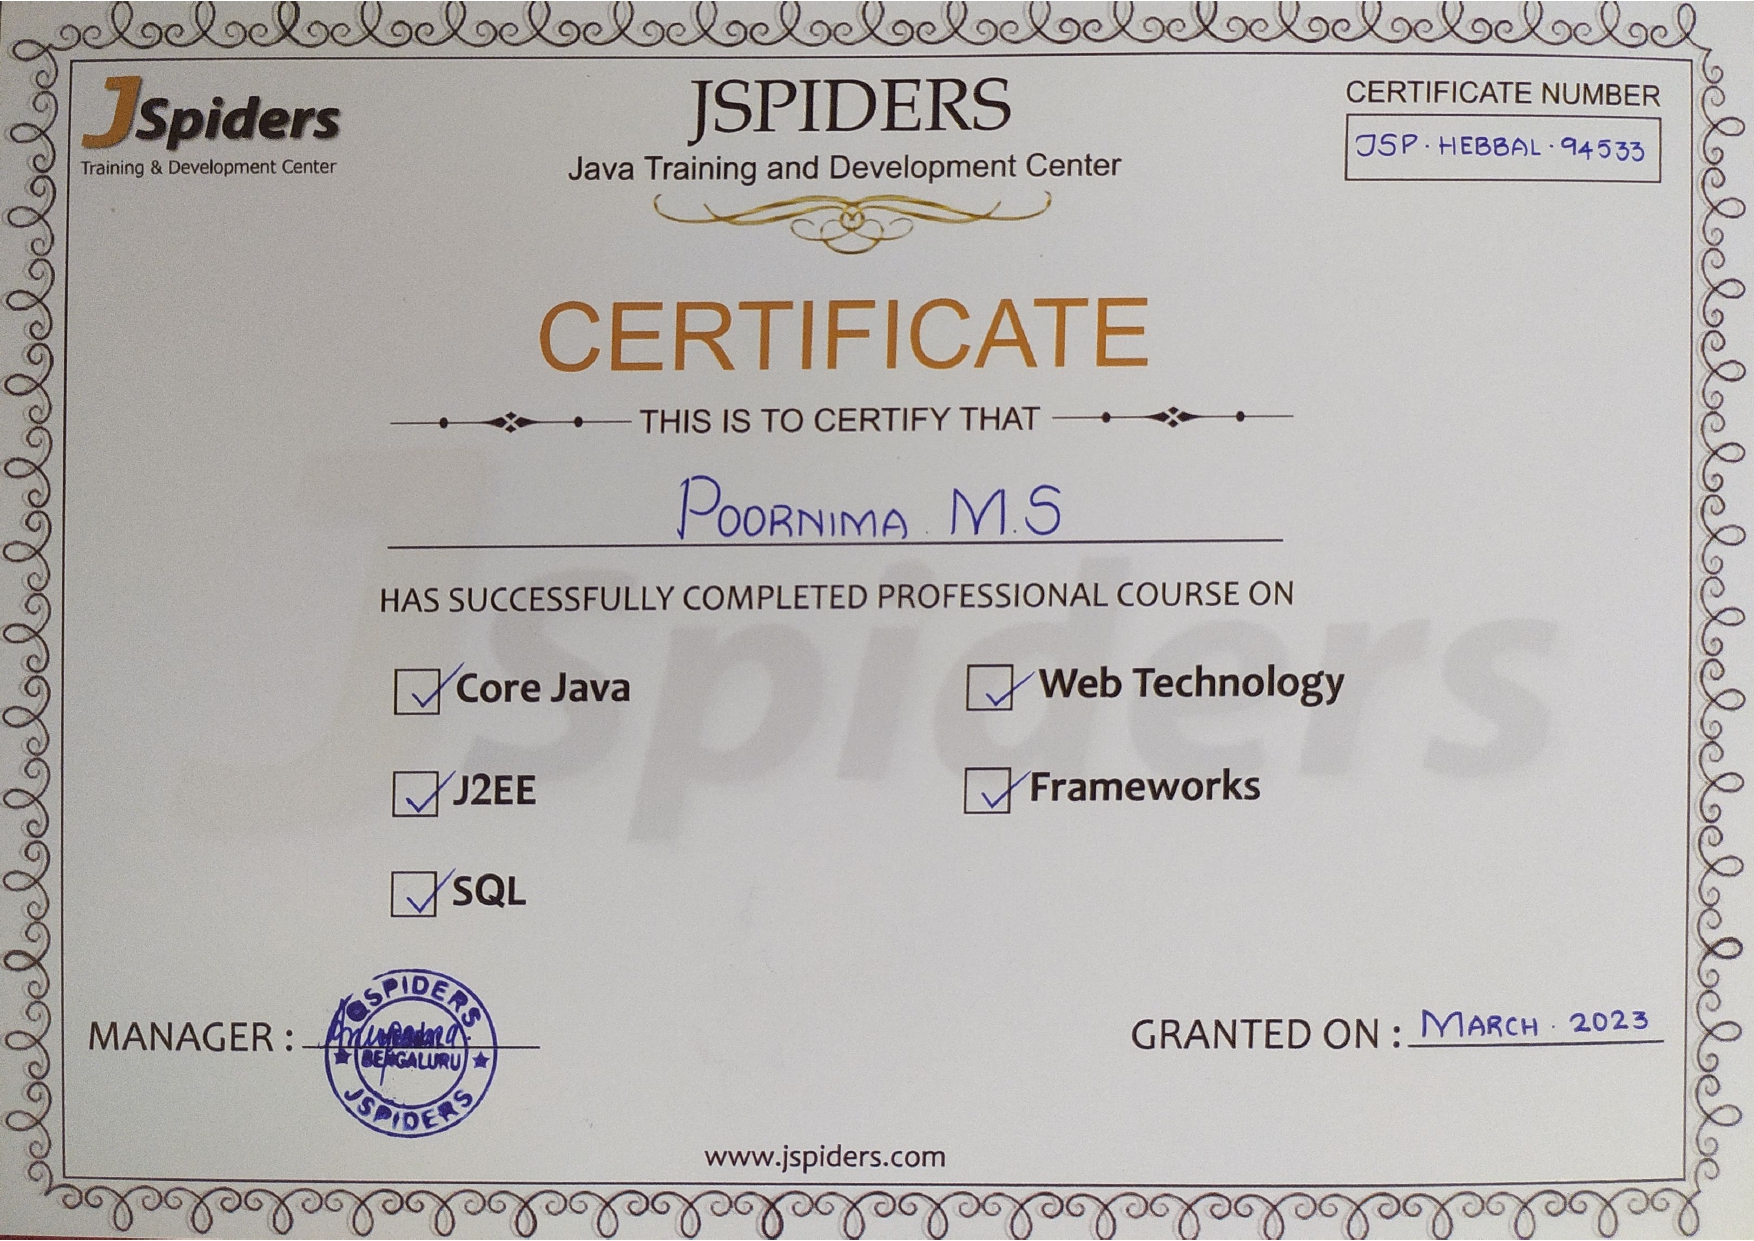 JSpiders
Training & Development Center
JSPIDERS
Java Training and Development Center
CERTIFICATE NUMBER
JSP·HEBBAL·94533
CERTIFICATE
THIS IS TO CERTIFY THAT
POORNIMA. M.S
HAS SUCCESSFULLY COMPLETED PROFESSIONAL COURSE ON
Core Java
Web Technology
J2EE
Frameworks
SQL
JSpiders
MANAGER :
JSPIDERS
BENGALURU
JSPIDERS
GRANTED ON : MARCH · 2023
www.jspiders.com